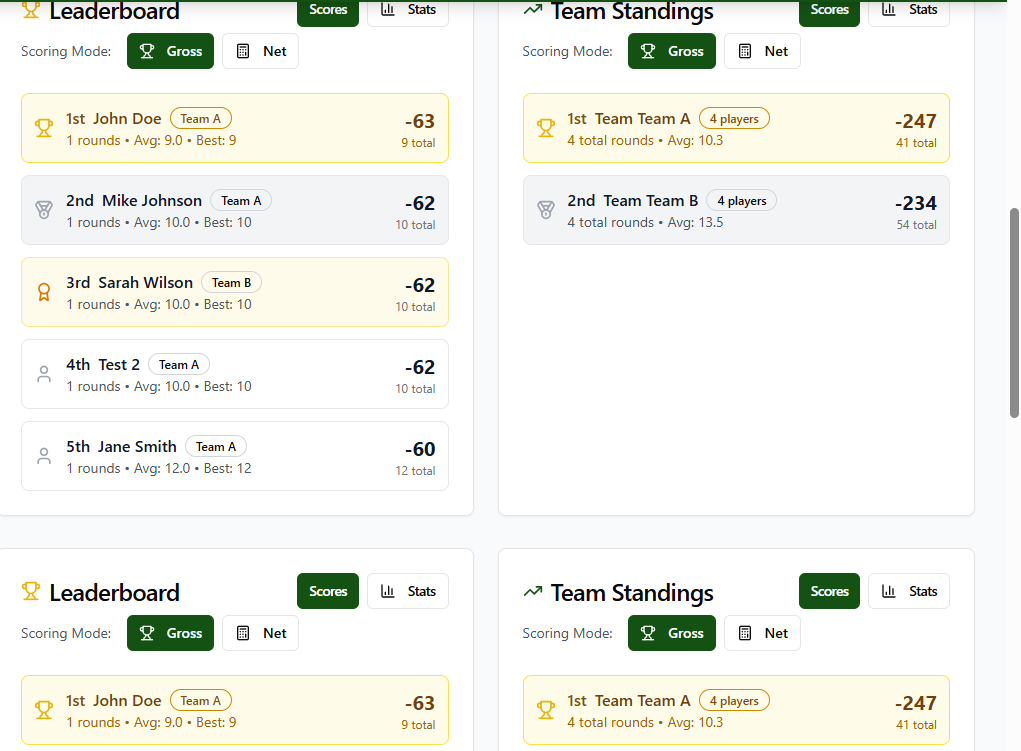 Leaderboard Scores Stats
Scoring Mode: Gross Net
1st John Doe Team A -63
1 rounds • Avg: 9.0 • Best: 9 9 total
2nd Mike Johnson Team A -62
1 rounds • Avg: 10.0 • Best: 10 10 total
3rd Sarah Wilson Team B -62
1 rounds • Avg: 10.0 • Best: 10 10 total
4th Test 2 Team A -62
1 rounds • Avg: 10.0 • Best: 10 10 total
5th Jane Smith Team A -60
1 rounds • Avg: 12.0 • Best: 12 12 total
Team Standings Scores Stats
Scoring Mode: Gross Net
1st Team Team A 4 players -247
4 total rounds • Avg: 10.3 41 total
2nd Team Team B 4 players -234
4 total rounds • Avg: 13.5 54 total
Leaderboard Scores Stats
Scoring Mode: Gross Net
1st John Doe Team A -63
1 rounds • Avg: 9.0 • Best: 9 9 total
Team Standings Scores Stats
Scoring Mode: Gross Net
1st Team Team A 4 players -247
4 total rounds • Avg: 10.3 41 total